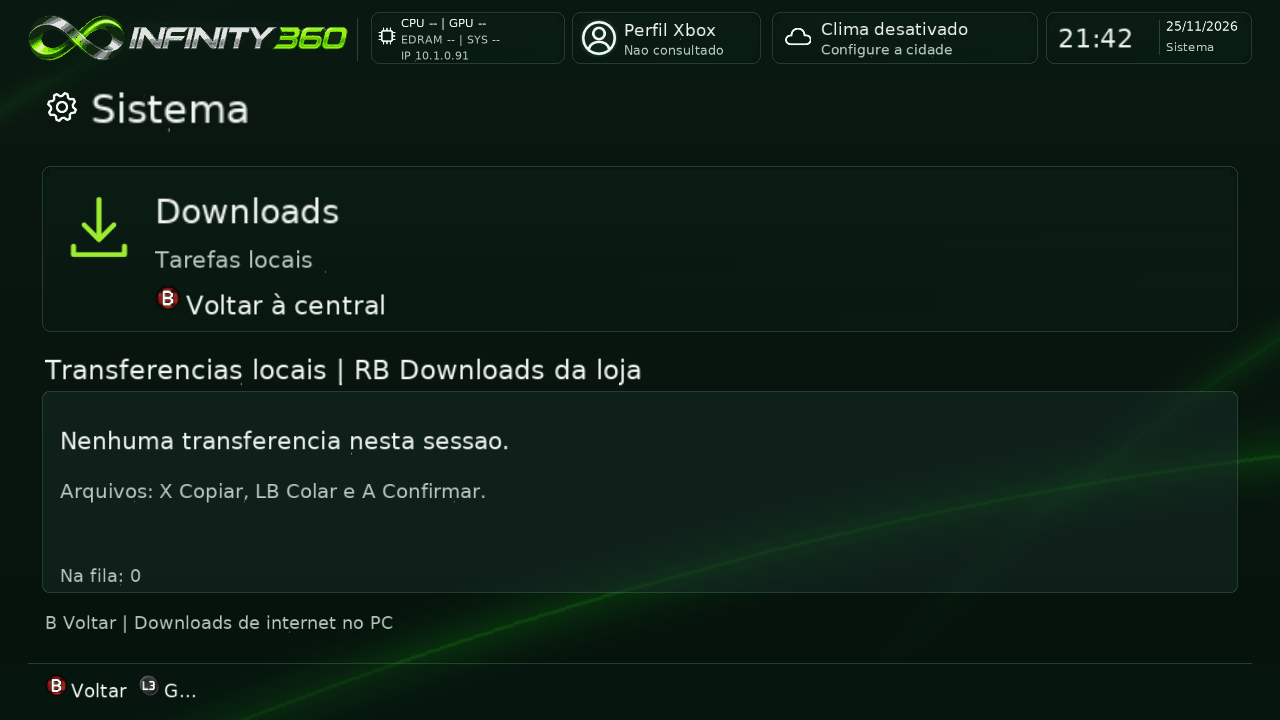 INFINITY 360
CPU -- | GPU --
EDRAM -- | SYS --
IP 10.1.0.91
Perfil Xbox
Nao consultado
Clima desativado
Configure a cidade
21:42
25/11/2026
Sistema
Sistema
Downloads
Tarefas locais
B Voltar à central
Transferencias locais | RB Downloads da loja
Nenhuma transferencia nesta sessao.
Arquivos: X Copiar, LB Colar e A Confirmar.
Na fila: 0
B Voltar | Downloads de internet no PC
B Voltar L3 G...